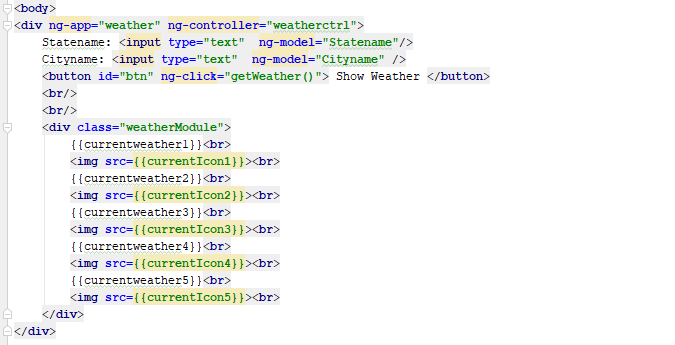 <body>
<div ng-app="weather" ng-controller="weatherctrl">
Statename: <input type="text"  ng-model="Statename"/>
Cityname: <input type="text"  ng-model="Cityname" />
<button id="btn" ng-click="getWeather()"> Show Weather </button>
<br/>
<br/>
<div class="weatherModule">
{{currentweather1}}<br>
<img src={{currentIcon1}}><br>
{{currentweather2}}<br>
<img src={{currentIcon2}}><br>
{{currentweather3}}<br>
<img src={{currentIcon3}}><br>
{{currentweather4}}<br>
<img src={{currentIcon4}}><br>
{{currentweather5}}<br>
<img src={{currentIcon5}}><br>
</div>
</div>